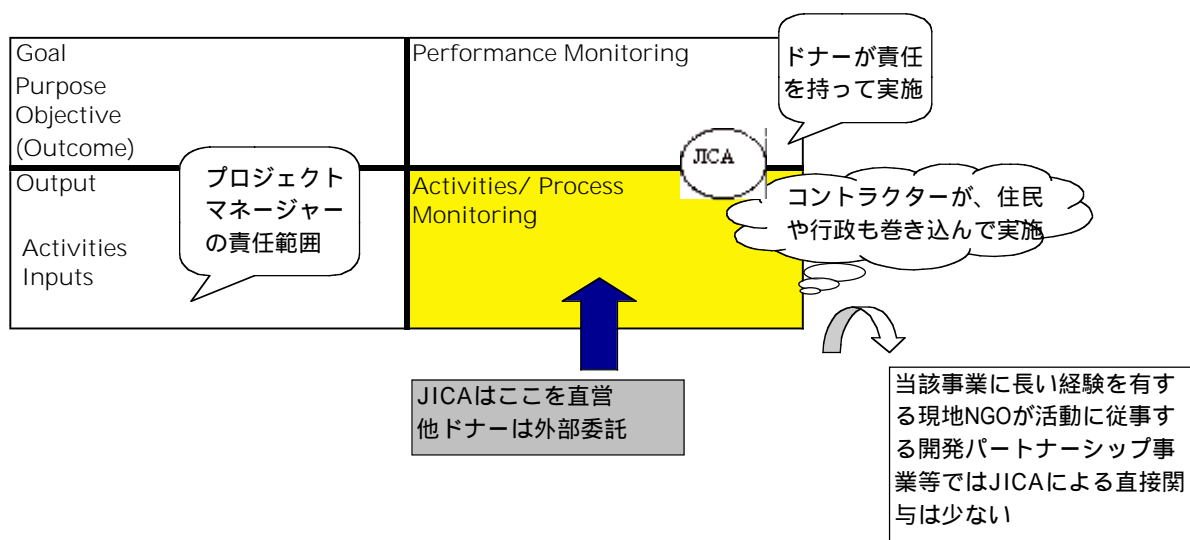 Goal
Purpose
Objective
(Outcome)
Performance Monitoring
ドナーが責任
を持って実施
JICA
Output
Activities
Inputs
プロジェクト
マネージャー
の責任範囲
Activities/ Process
Monitoring
コントラクターが、住民
や行政も巻き込んで実施
JICAはここを直営
他ドナーは外部委託
当該事業に長い経験を有す
る現地NGOが活動に従事す
る開発パートナーシップ事
業等ではJICAによる直接関
与は少ない